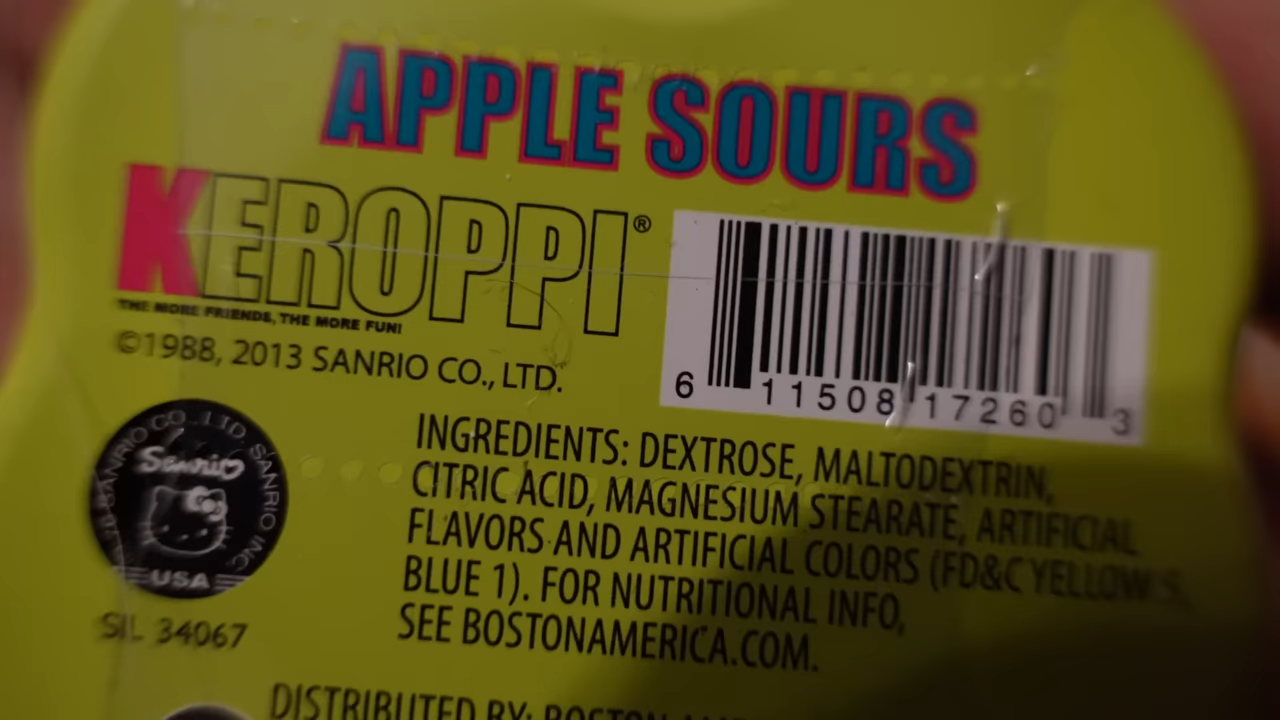 APPLE SOURS
KEROPPI®
THE MORE FRIENDS, THE MORE FUN!
©1988, 2013 SANRIO CO., LTD.
6 11508 17260 3
SANRIO CO., LTD. SANRIO INC.
Sanrio
USA
SIL 34067
INGREDIENTS: DEXTROSE, MALTODEXTRIN,
CITRIC ACID, MAGNESIUM STEARATE, ARTIFICIAL
FLAVORS AND ARTIFICIAL COLORS (FD&C YELLOW 5,
BLUE 1). FOR NUTRITIONAL INFO,
SEE BOSTONAMERICA.COM.
DISTRIBUTED BY: BOSTON